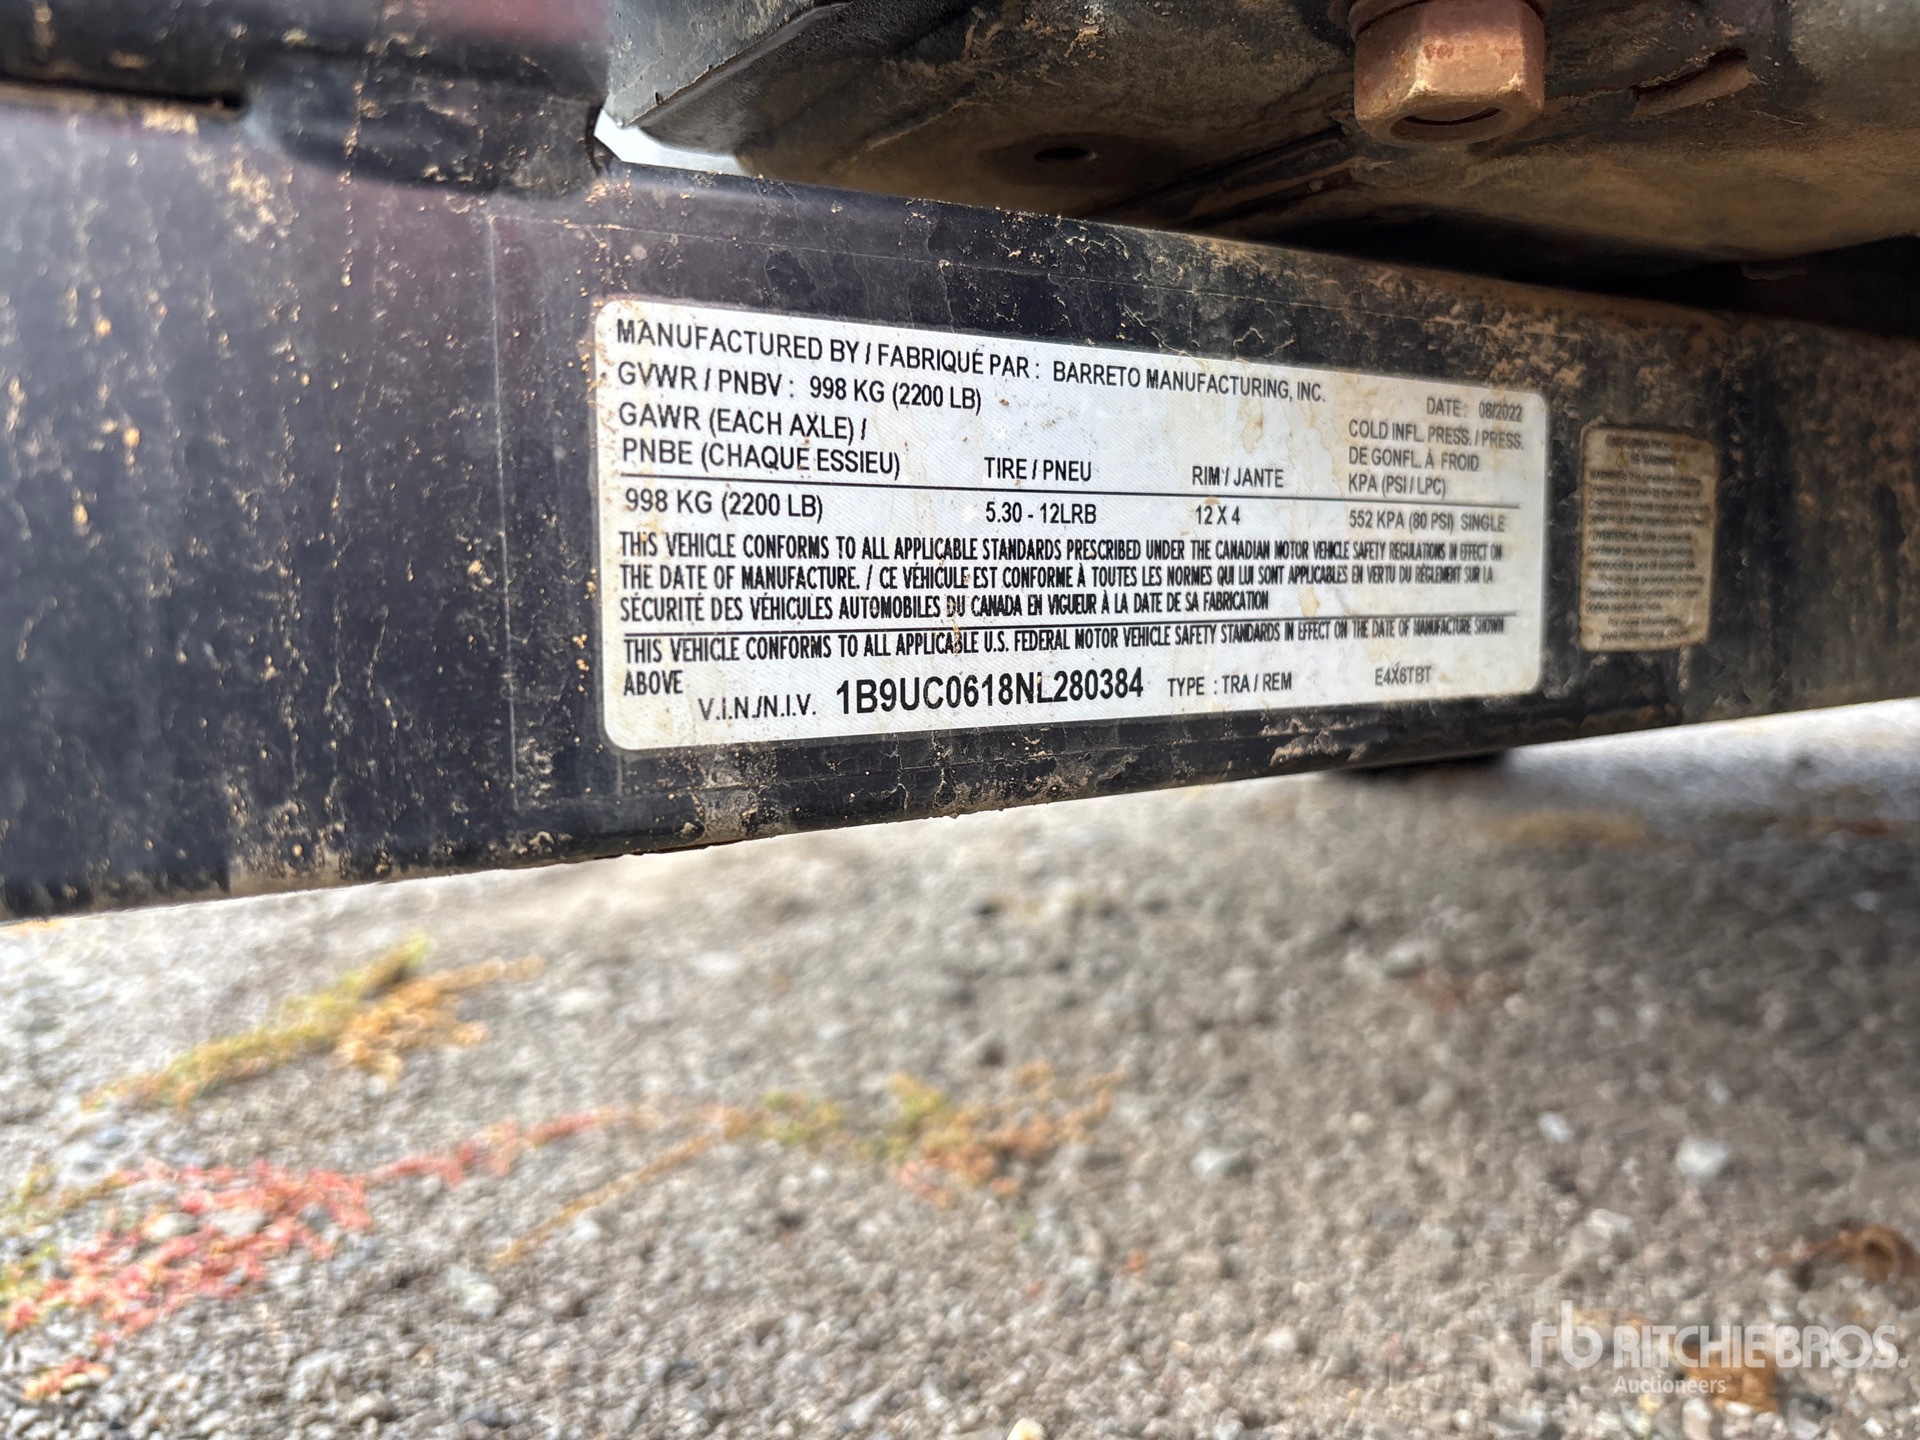 MANUFACTURED BY / FABRIQUÉ PAR : BARRETO MANUFACTURING, INC.
GVWR / PNBV : 998 KG (2200 LB)
DATE : 08/2022
GAWR (EACH AXLE) /
PNBE (CHAQUE ESSIEU)
TIRE / PNEU
RIM / JANTE
COLD INFL. PRESS. / PRESS.
DE GONFL. À FROID
KPA (PSI / LPC)
998 KG (2200 LB) 5.30 - 12LRB 12 X 4 552 KPA (80 PSI) SINGLE
THIS VEHICLE CONFORMS TO ALL APPLICABLE STANDARDS PRESCRIBED UNDER THE CANADIAN MOTOR VEHICLE SAFETY REGULATIONS IN EFFECT ON
THE DATE OF MANUFACTURE. / CE VÉHICULE EST CONFORME À TOUTES LES NORMES QUI LUI SONT APPLICABLES EN VERTU DU RÈGLEMENT SUR LA
SÉCURITÉ DES VÉHICULES AUTOMOBILES DU CANADA EN VIGUEUR À LA DATE DE SA FABRICATION
THIS VEHICLE CONFORMS TO ALL APPLICABLE U.S. FEDERAL MOTOR VEHICLE SAFETY STANDARDS IN EFFECT ON THE DATE OF MANUFACTURE SHOWN
ABOVE
V.I.N./N.I.V. 1B9UC0618NL280384 TYPE : TRA / REM E4X6TBT
rb RITCHIE BROS.
Auctioneers